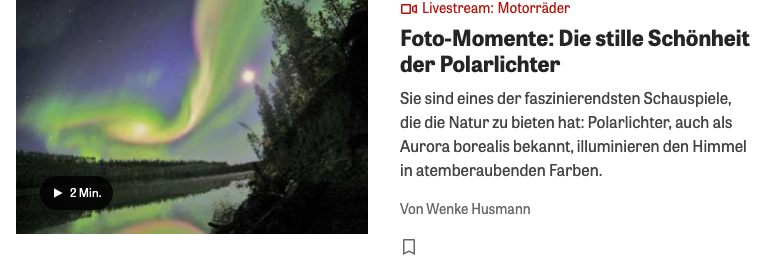 Livestream: Motorräder
Foto-Momente: Die stille Schönheit
der Polarlichter
Sie sind eines der faszinierendsten Schauspiele,
die die Natur zu bieten hat: Polarlichter, auch als
Aurora borealis bekannt, illuminieren den Himmel
in atemberaubenden Farben.
2 Min.
Von Wenke Husmann